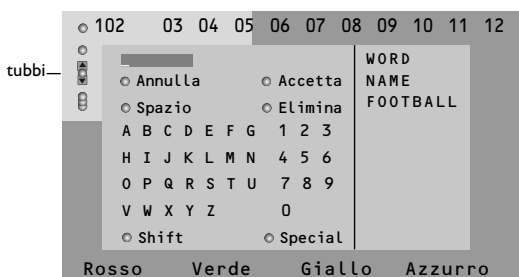 102 03 04 05 06 07 08 09 10 11 12
tubbi
Annulla Accetta
Spazio Elimina
A B C D E F G 1 2 3
H I J K L M N 4 5 6
O P Q R S T U 7 8 9
V W X Y Z 0
Shift Special
WORD
NAME
FOOTBALL
Rosso Verde Giallo Azzurro